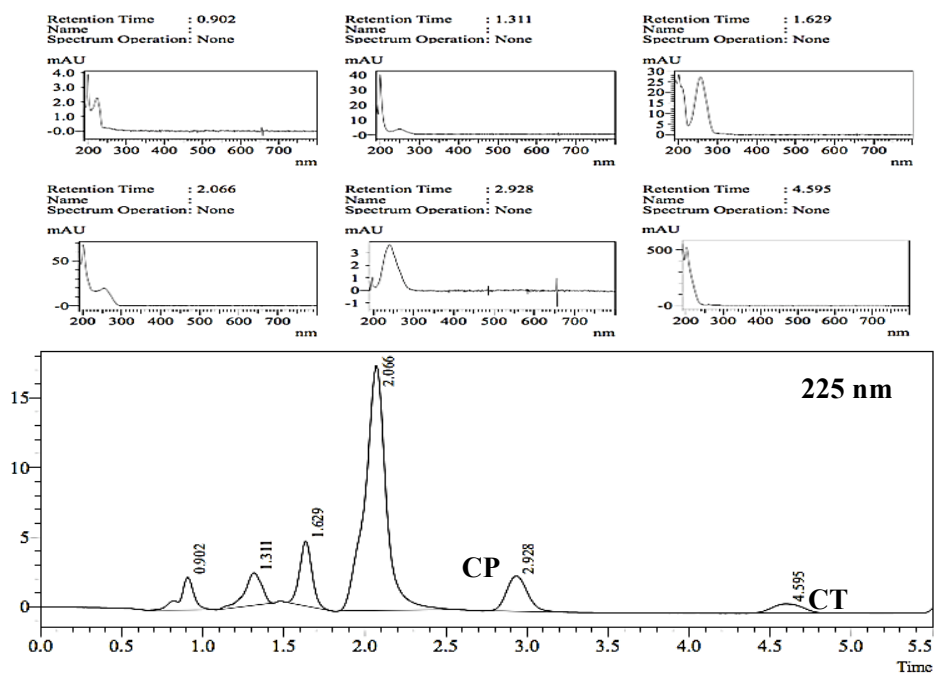 Retention Time : 0.902
Name :
Spectrum Operation: None
mAU
4.0
3.0
2.0
1.0
-0.0
200 300 400 500 600 700
nm
Retention Time : 1.311
Name :
Spectrum Operation: None
mAU
40
30
20
10
-0
200 300 400 500 600 700
nm
Retention Time : 1.629
Name :
Spectrum Operation: None
mAU
30
25
20
15
10
5
0
200 300 400 500 600 700
nm
Retention Time : 2.066
Name :
Spectrum Operation: None
mAU
50
-0
200 300 400 500 600 700
nm
Retention Time : 2.928
Name :
Spectrum Operation: None
mAU
3
2
1
0
-1
200 300 400 500 600 700
nm
Retention Time : 4.595
Name :
Spectrum Operation: None
mAU
500
-0
200 300 400 500 600 700
nm
225 nm
15
10
5
0
0.902
1.311
1.629
2.066
CP
2.928
4.595
CT
0.0 0.5 1.0 1.5 2.0 2.5 3.0 3.5 4.0 4.5 5.0 5.5
Time